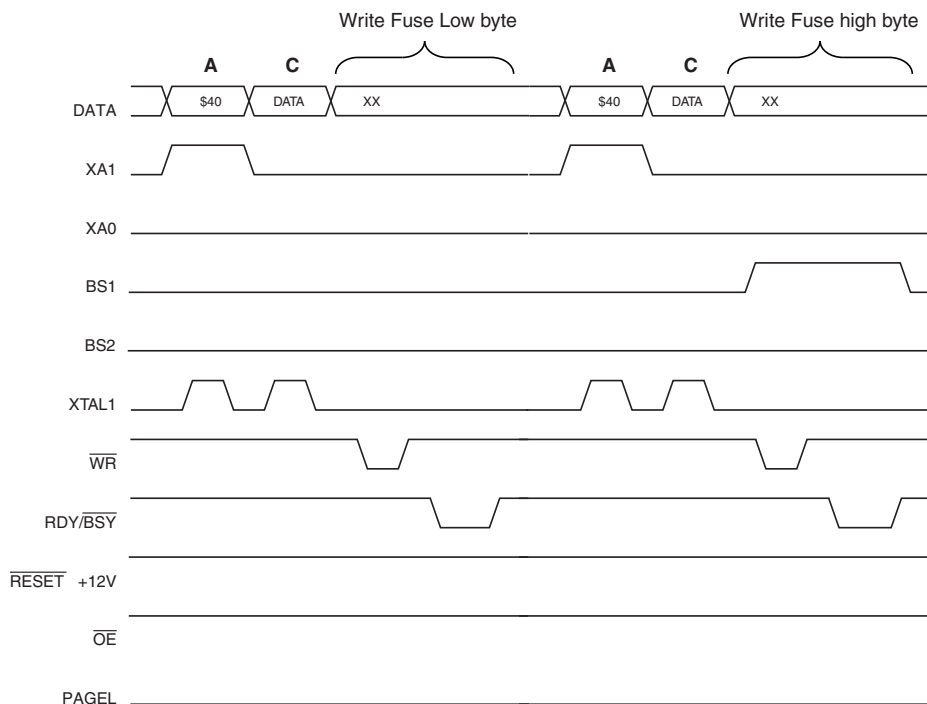 Write Fuse Low byte Write Fuse high byte
A C A C
DATA $40 DATA XX $40 DATA XX
XA1
XA0
BS1
BS2
XTAL1
WR
RDY/BSY
RESET +12V
OE
PAGEL